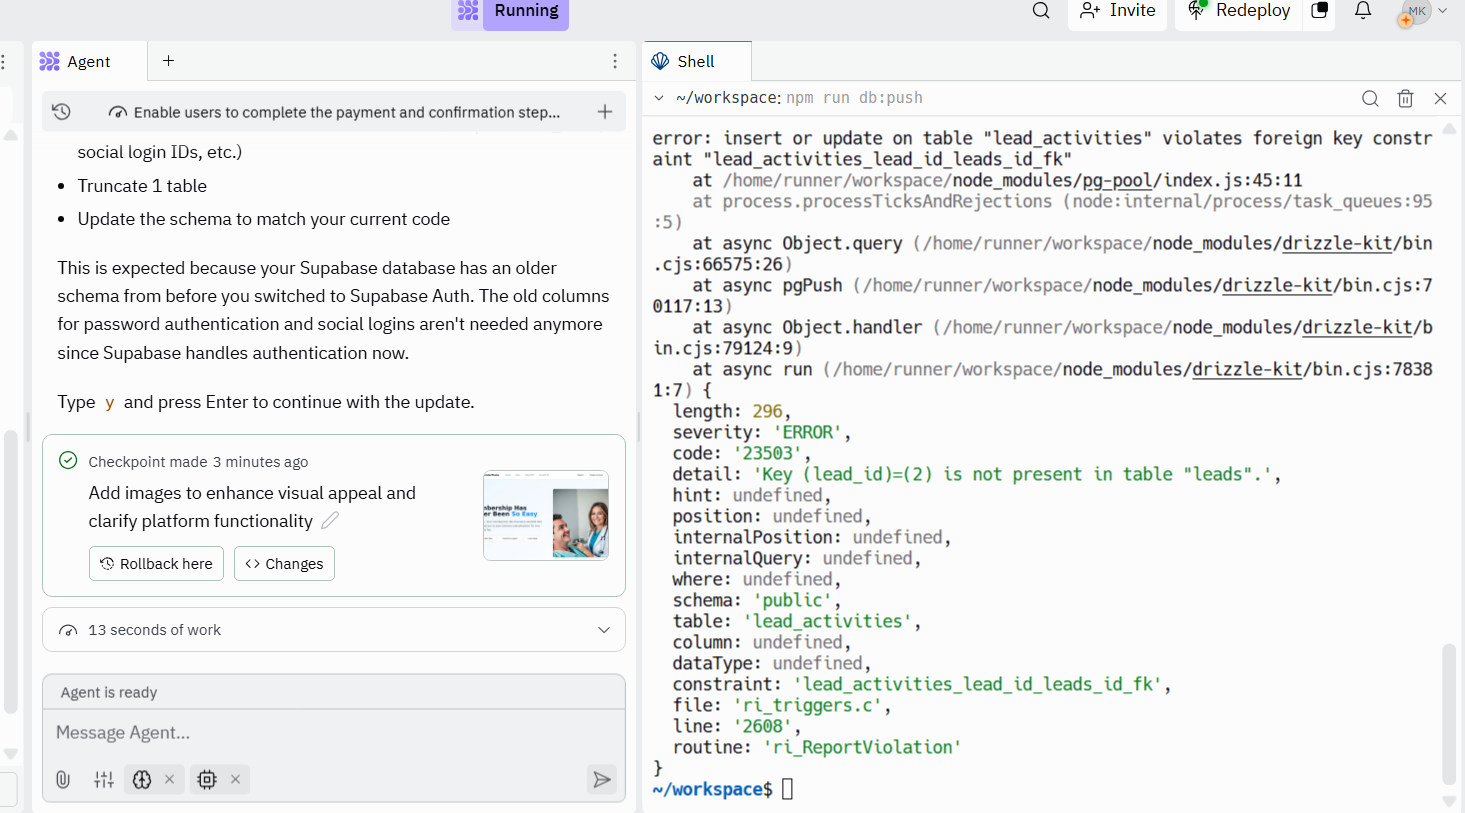 Running
Invite
Redeploy
MK
Agent
Enable users to complete the payment and confirmation step...
social login IDs, etc.)
Truncate 1 table
Update the schema to match your current code
This is expected because your Supabase database has an older
schema from before you switched to Supabase Auth. The old columns
for password authentication and social logins aren't needed anymore
since Supabase handles authentication now.
Type y and press Enter to continue with the update.
Checkpoint made 3 minutes ago
Add images to enhance visual appeal and
clarify platform functionality
Rollback here
Changes
13 seconds of work
Agent is ready
Message Agent...
Shell
~/workspace: npm run db:push
error: insert or update on table "lead_activities" violates foreign key constr
aint "lead_activities_lead_id_leads_id_fk"
at /home/runner/workspace/node_modules/pg-pool/index.js:45:11
at process.processTicksAndRejections (node:internal/process/task_queues:95
:5)
at async Object.query (/home/runner/workspace/node_modules/drizzle-kit/bin
.cjs:66575:26)
at async pgPush (/home/runner/workspace/node_modules/drizzle-kit/bin.cjs:7
0117:13)
at async Object.handler (/home/runner/workspace/node_modules/drizzle-kit/b
in.cjs:79124:9)
at async run (/home/runner/workspace/node_modules/drizzle-kit/bin.cjs:7838
1:7) {
length: 296,
severity: 'ERROR',
code: '23503',
detail: 'Key (lead_id)=(2) is not present in table "leads".',
hint: undefined,
position: undefined,
internalPosition: undefined,
internalQuery: undefined,
where: undefined,
schema: 'public',
table: 'lead_activities',
column: undefined,
dataType: undefined,
constraint: 'lead_activities_lead_id_leads_id_fk',
file: 'ri_triggers.c',
line: '2608',
routine: 'ri_ReportViolation'
}
~/workspace$